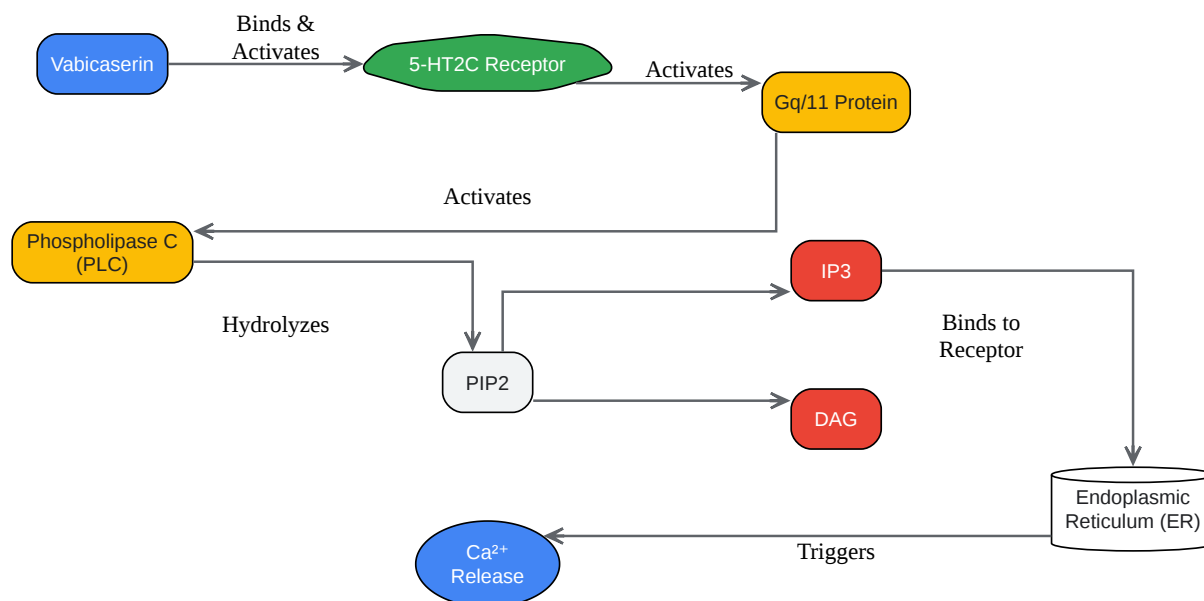 Binds &
Activates
Vabicaserin
5-HT2C Receptor
Activates
Gq/11 Protein
Activates
Phospholipase C
(PLC)
IP3
Hydrolyzes
Binds to
Receptor
PIP2
DAG
Endoplasmic
Reticulum (ER)
Ca²⁺
Release
Triggers